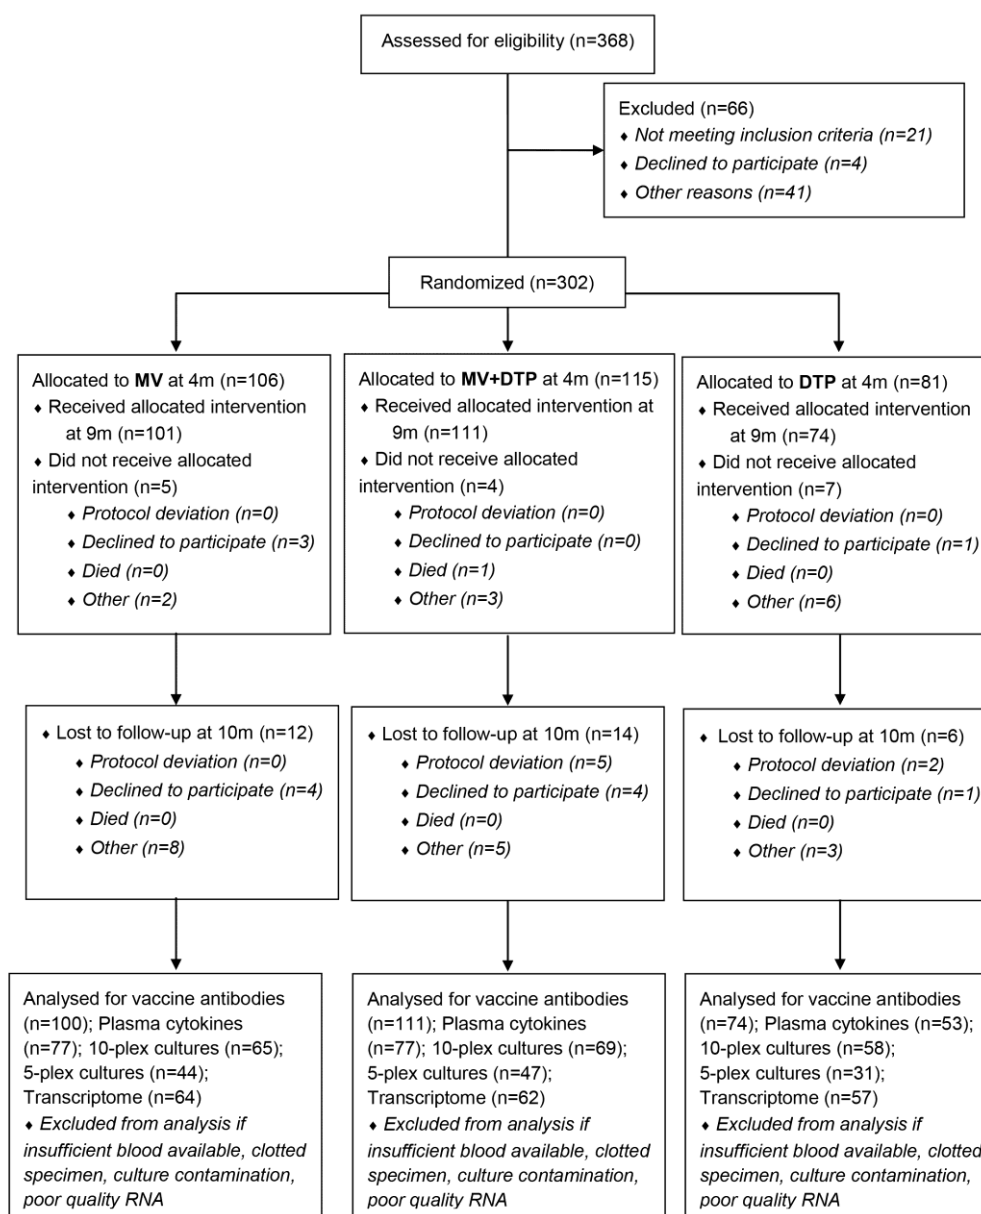 Assessed for eligibility (n=368)
Excluded (n=66)
♦ Not meeting inclusion criteria (n=21)
♦ Declined to participate (n=4)
♦ Other reasons (n=41)
Randomized (n=302)
Allocated to MV at 4m (n=106)
♦ Received allocated intervention
at 9m (n=101)
♦ Did not receive allocated
intervention (n=5)
♦ Protocol deviation (n=0)
♦ Declined to participate (n=3)
♦ Died (n=0)
♦ Other (n=2)
Allocated to MV+DTP at 4m (n=115)
♦ Received allocated intervention at
9m (n=111)
♦ Did not receive allocated
intervention (n=4)
♦ Protocol deviation (n=0)
♦ Declined to participate (n=0)
♦ Died (n=1)
♦ Other (n=3)
Allocated to DTP at 4m (n=81)
♦ Received allocated intervention
at 9m (n=74)
♦ Did not receive allocated
intervention (n=7)
♦ Protocol deviation (n=0)
♦ Declined to participate (n=1)
♦ Died (n=0)
♦ Other (n=6)
♦ Lost to follow-up at 10m (n=12)
♦ Protocol deviation (n=0)
♦ Declined to participate (n=4)
♦ Died (n=0)
♦ Other (n=8)
♦ Lost to follow-up at 10m (n=14)
♦ Protocol deviation (n=5)
♦ Declined to participate (n=4)
♦ Died (n=0)
♦ Other (n=5)
♦ Lost to follow-up at 10m (n=6)
♦ Protocol deviation (n=2)
♦ Declined to participate (n=1)
♦ Died (n=0)
♦ Other (n=3)
Analysed for vaccine antibodies
(n=100); Plasma cytokines
(n=77); 10-plex cultures (n=65);
5-plex cultures (n=44);
Transcriptome (n=64)
♦ Excluded from analysis if
insufficient blood available, clotted
specimen, culture contamination,
poor quality RNA
Analysed for vaccine antibodies
(n=111); Plasma cytokines
(n=77); 10-plex cultures (n=69);
5-plex cultures (n=47);
Transcriptome (n=62)
♦ Excluded from analysis if
insufficient blood available, clotted
specimen, culture contamination,
poor quality RNA
Analysed for vaccine antibodies
(n=74); Plasma cytokines (n=53);
10-plex cultures (n=58);
5-plex cultures (n=31);
Transcriptome (n=57)
♦ Excluded from analysis if
insufficient blood available, clotted
specimen, culture contamination,
poor quality RNA